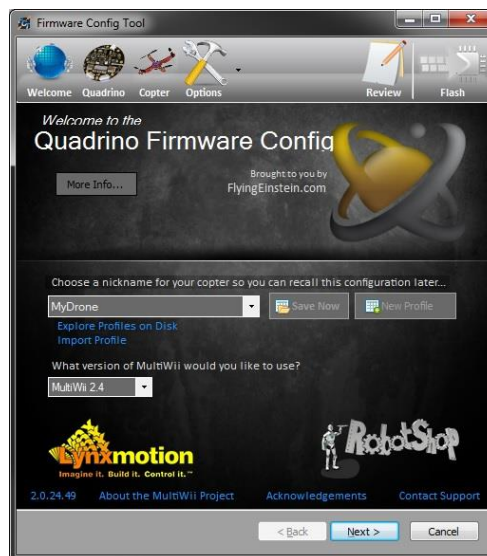 Firmware Config Tool
Welcome Quadrino Copter Options Review Flash
Welcome to the
Quadrino Firmware Config
More Info...
Brought to you by
FlyingEinstein.com
Choose a nickname for your copter so you can recall this configuration later...
MyDrone Save Now New Profile
Explore Profiles on Disk
Import Profile
What version of MultiWii would you like to use?
MultiWii 2.4
Lynxmotion
Imagine it. Build it. Control it.™
RobotShop
2.0.24.49 About the MultiWii Project Acknowledgements Contact Support
< Back Next > Cancel